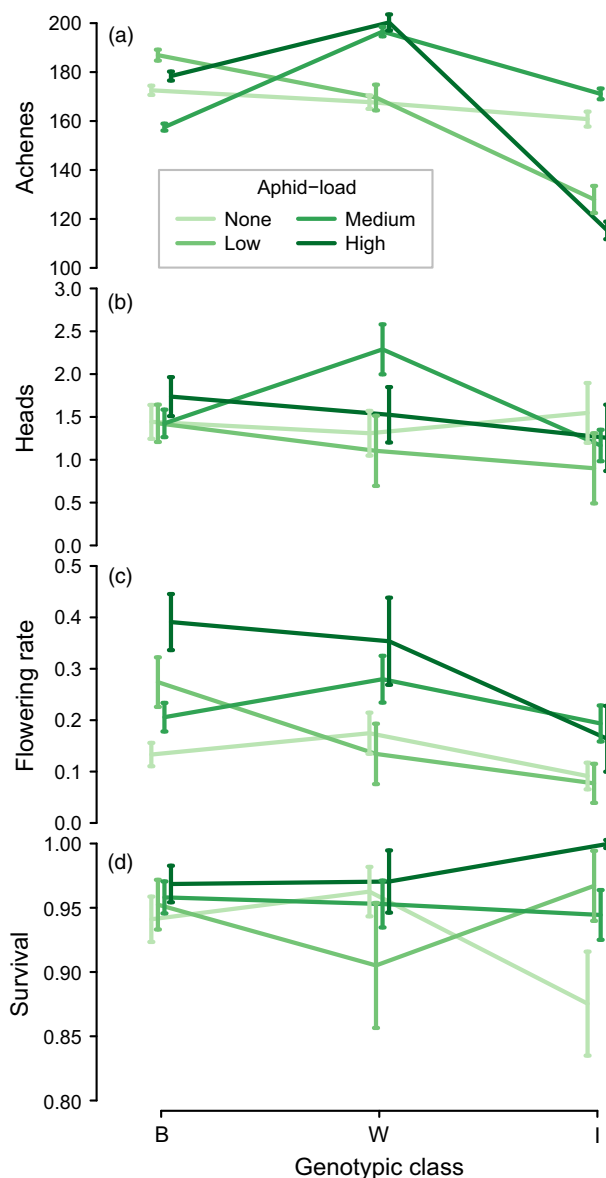 (a)
200
180
160
140
120
100
Achenes
Aphid−load
None Medium
Low High
(b)
3.0
2.5
2.0
1.5
1.0
0.5
0.0
Heads
(c)
0.5
0.4
0.3
0.2
0.1
0.0
Flowering rate
(d)
1.00
0.95
0.90
0.85
0.80
Survival
B W I
Genotypic class